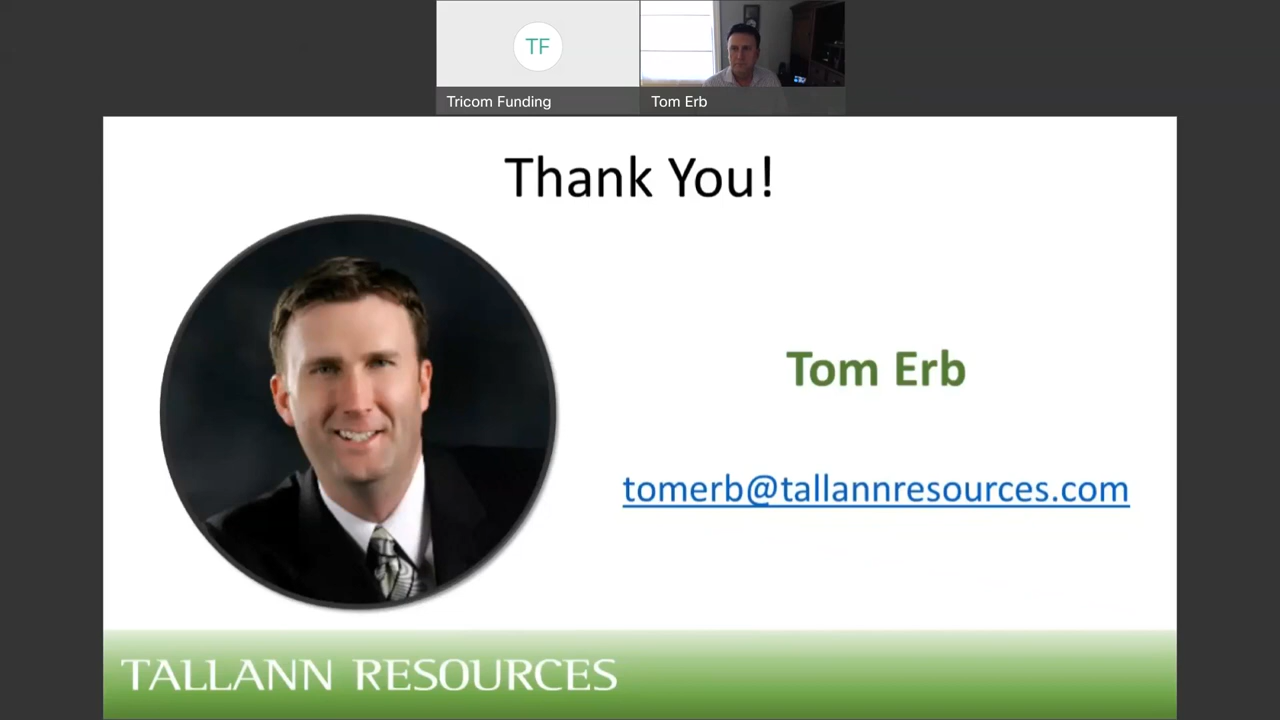 TF
Tricom Funding
Tom Erb
Thank You!
Tom Erb
tomerb@tallannresources.com
TALLANN RESOURCES